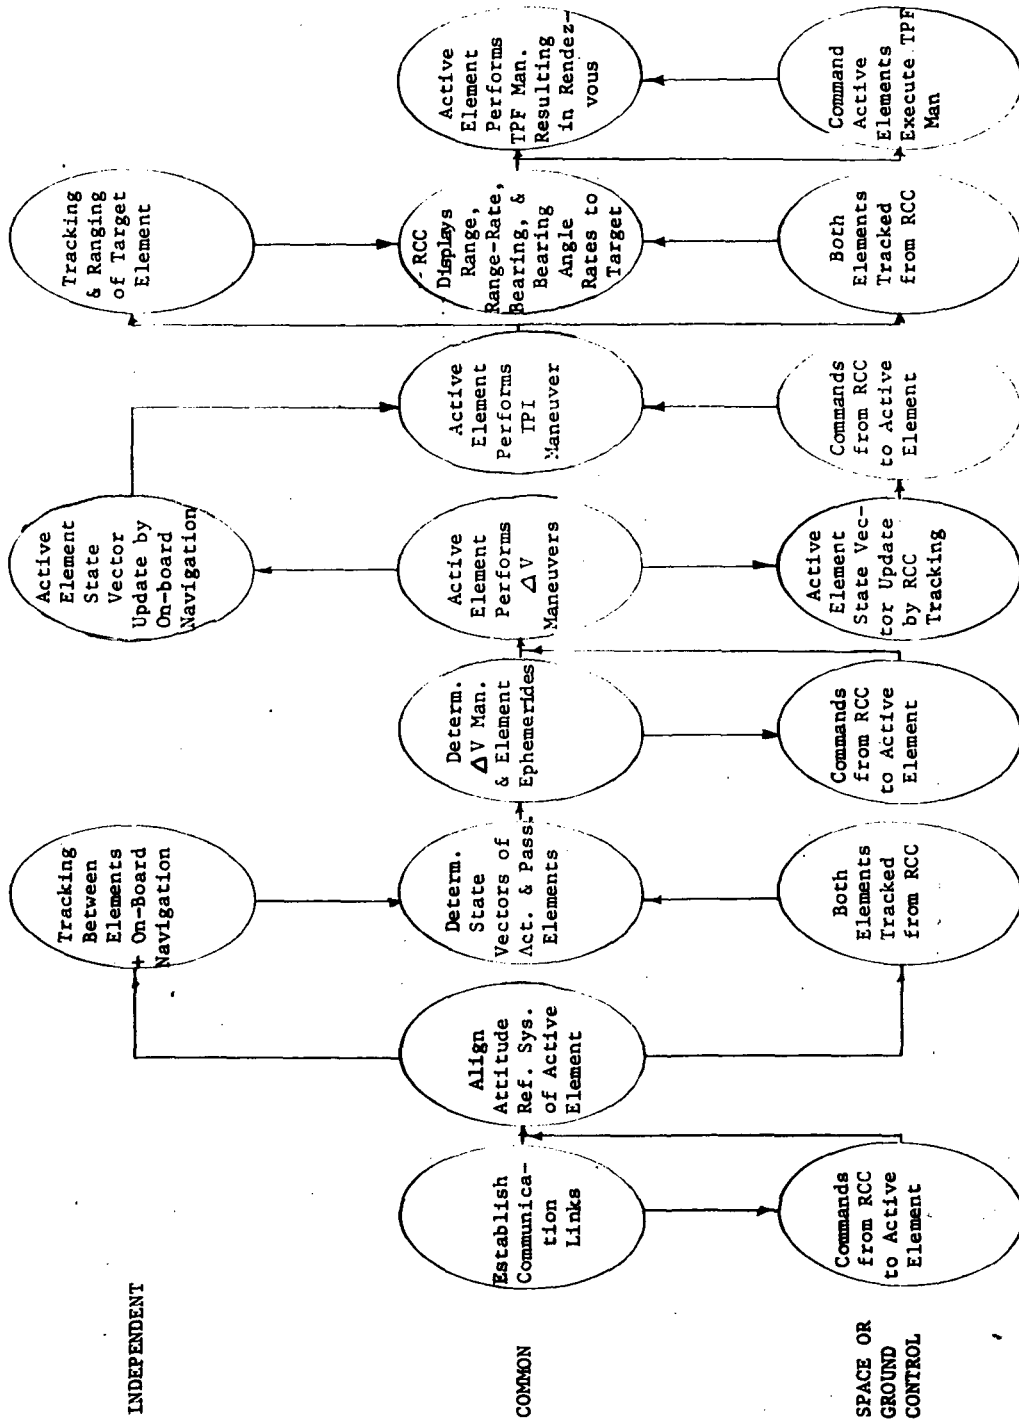 INDEPENDENT
Tracking
Between
Elements
+ On-Board
Navigation
Active
Element
State
Vector
Update by
On-board
Navigation
Tracking
& Ranging
of Target
Element
COMMON
Establish
Communica-
tion
Links
Align
Attitude
Ref. Sys.
of Active
Element
Determ.
State
Vectors of
Act. & Pass.
Elements
Determ.
ΔV Man.
& Element
Ephemerides
Active
Element
Performs
ΔV
Maneuvers
Active
Element
Performs
TPI
Maneuver
RCC
Displays
Range,
Range-Rate,
Bearing, &
Bearing
Angle
Rates to
Target
Active
Element
Performs
TPF Man.
Resulting
in Rendez-
vous
SPACE OR
GROUND
CONTROL
Commands
from RCC
to Active
Element
Both
Elements
Tracked
from RCC
Commands
from RCC
to Active
Element
Active
Element
State Vec-
tor Update
by RCC
Tracking
Commands
from RCC
to Active
Element
Both
Elements
Tracked
from RCC
Command
Active
Elements
Execute TPF
Man